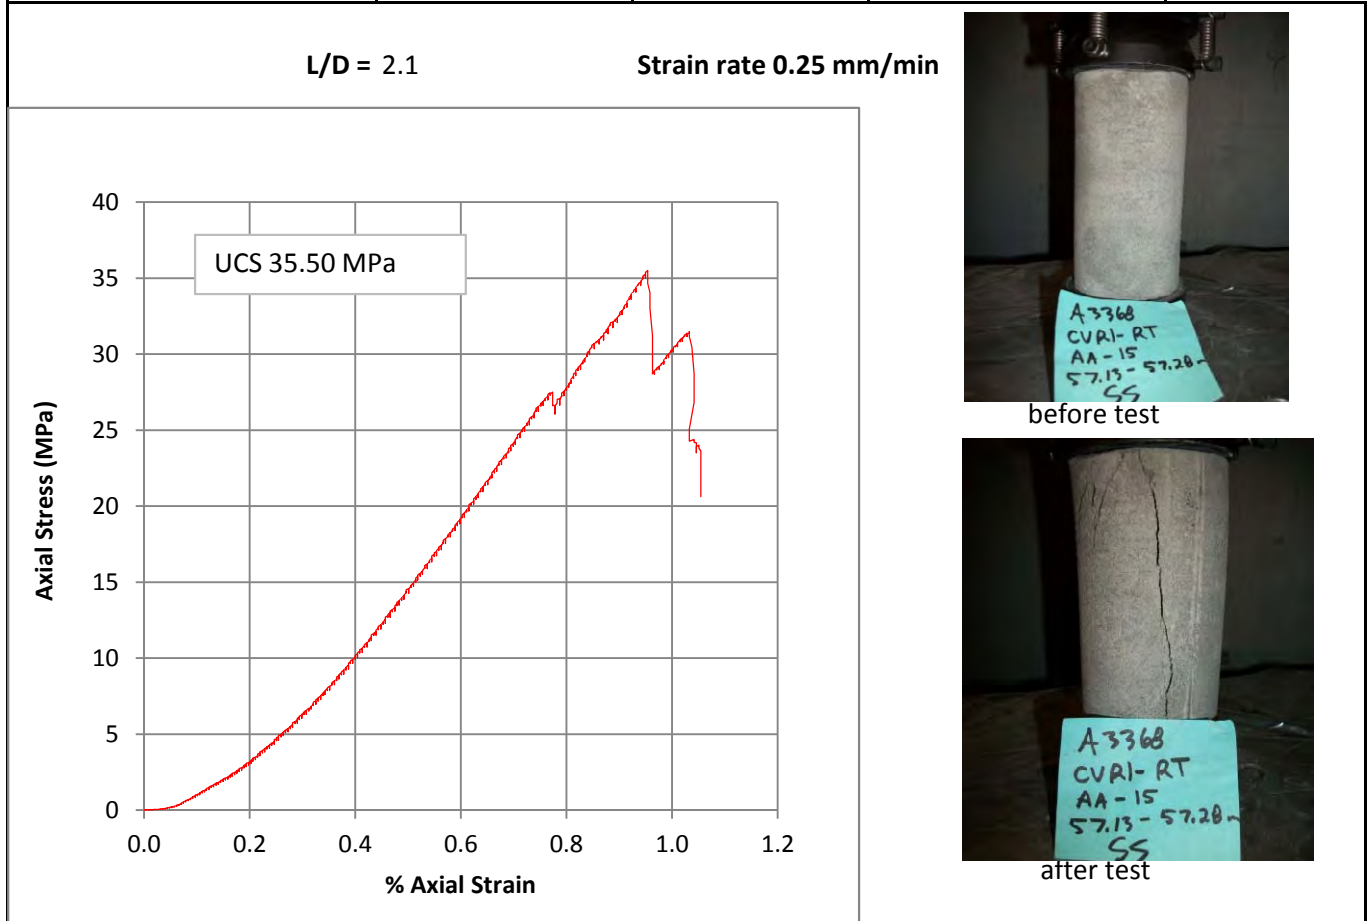 L/D = 2.1
Strain rate 0.25 mm/min
UCS 35.50 MPa
Axial Stress (MPa)
40
35
30
25
20
15
10
5
0
0.0 0.2 0.4 0.6 0.8 1.0 1.2
% Axial Strain
A3368
CVRI-RT
AA-15
57.13-57.28m
SS
before test
A3368
CVRI-RT
AA-15
57.13-57.28m
SS
after test